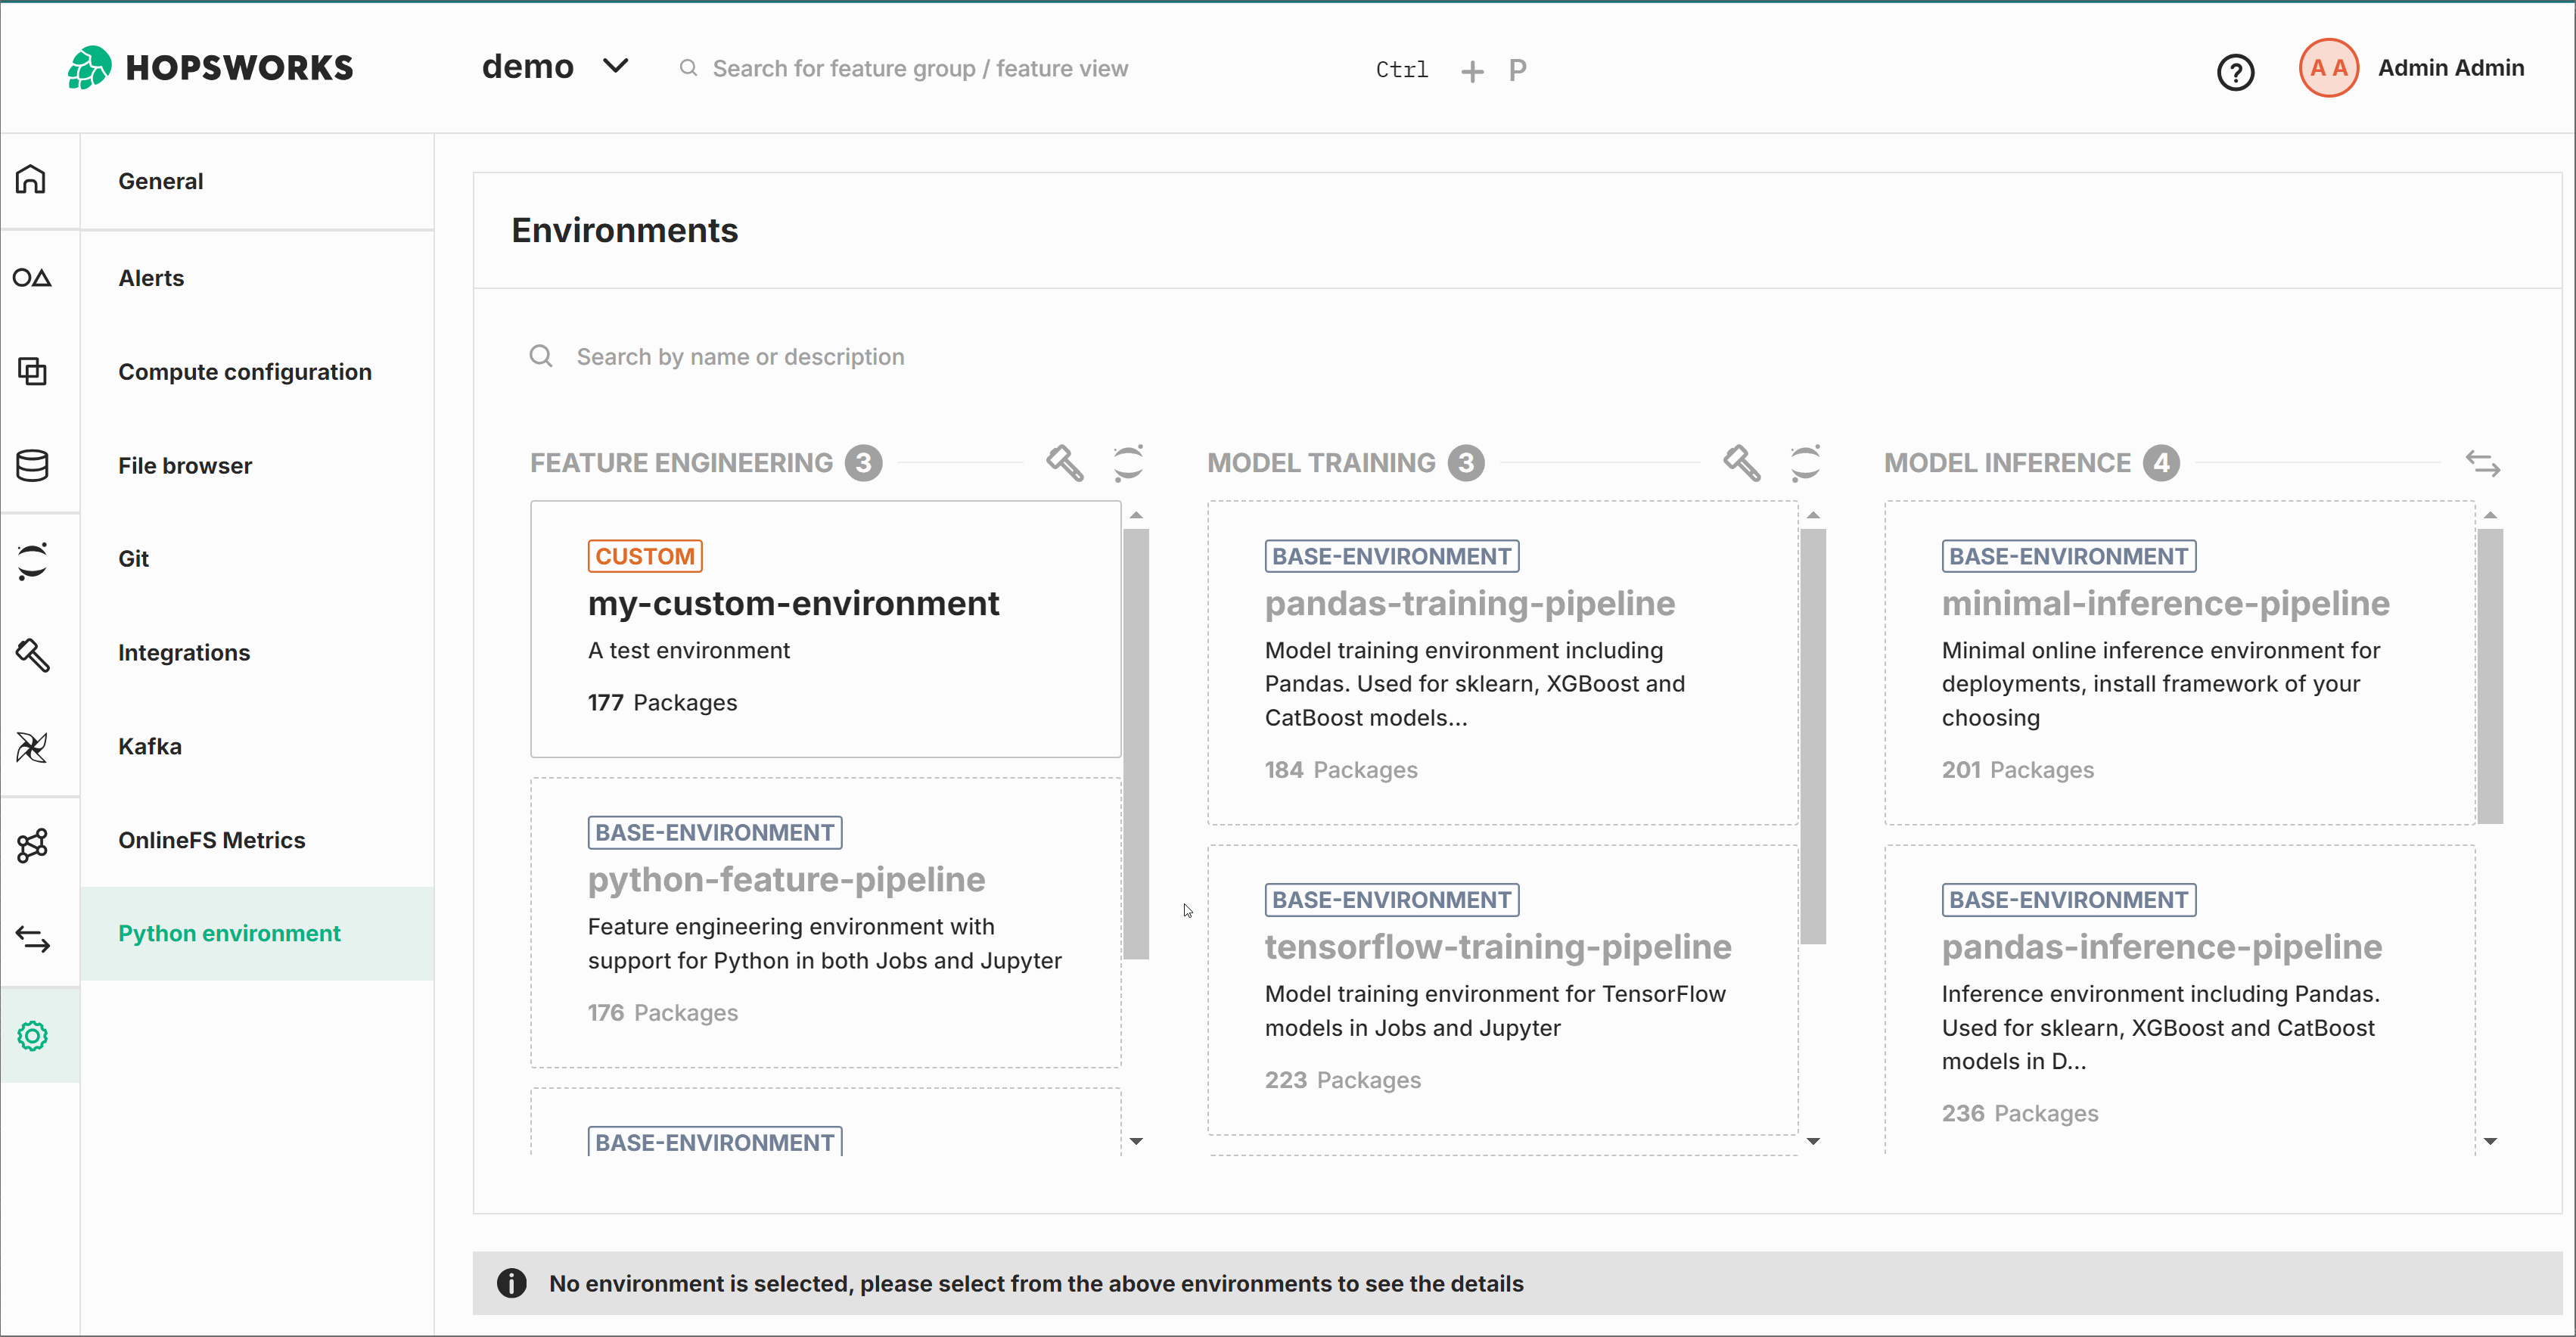 HOPSWORKS
demo
Search for feature group / feature view
Ctrl + P
A A
Admin Admin
General
Alerts
Compute configuration
File browser
Git
Integrations
Kafka
OnlineFS Metrics
Python environment
Environments
Search by name or description
FEATURE ENGINEERING 3
CUSTOM
my-custom-environment
A test environment
177 Packages
BASE-ENVIRONMENT
python-feature-pipeline
Feature engineering environment with
support for Python in both Jobs and Jupyter
176 Packages
BASE-ENVIRONMENT
MODEL TRAINING 3
BASE-ENVIRONMENT
pandas-training-pipeline
Model training environment including
Pandas. Used for sklearn, XGBoost and
CatBoost models...
184 Packages
BASE-ENVIRONMENT
tensorflow-training-pipeline
Model training environment for TensorFlow
models in Jobs and Jupyter
223 Packages
MODEL INFERENCE 4
BASE-ENVIRONMENT
minimal-inference-pipeline
Minimal online inference environment for
deployments, install framework of your
choosing
201 Packages
BASE-ENVIRONMENT
pandas-inference-pipeline
Inference environment including Pandas.
Used for sklearn, XGBoost and CatBoost
models in D...
236 Packages
No environment is selected, please select from the above environments to see the details